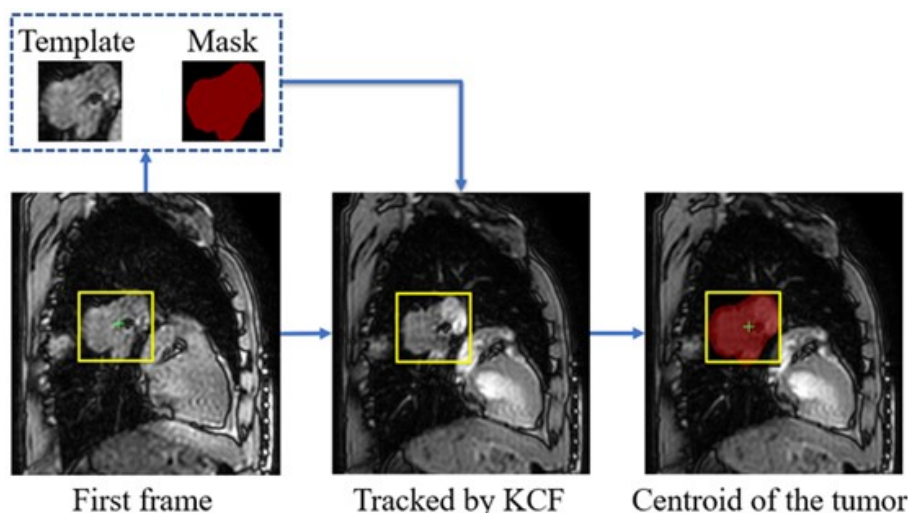 Template
Mask
First frame
Tracked by KCF
Centroid of the tumor